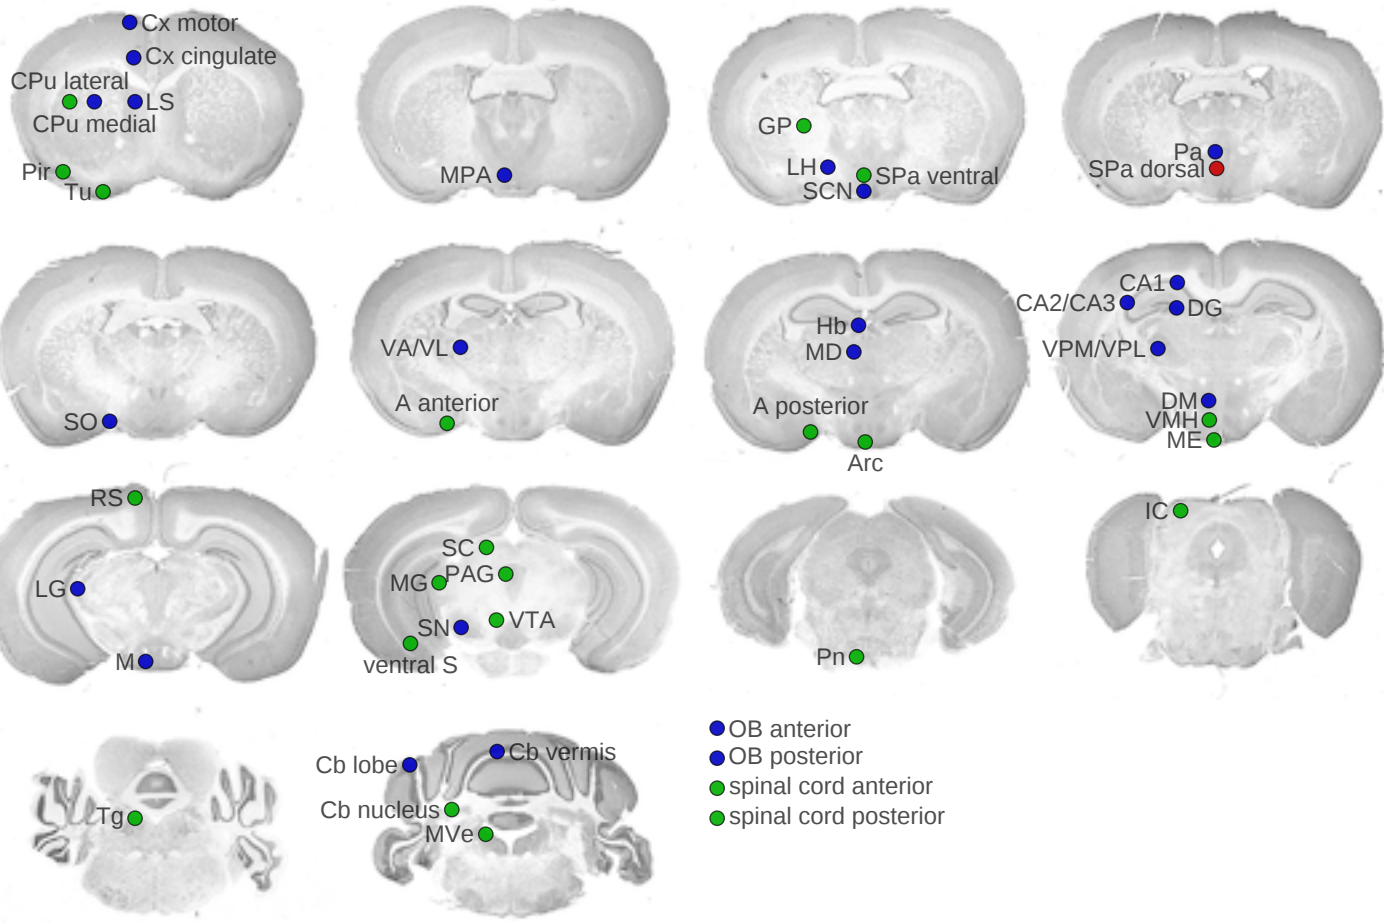 Cx motor
Cx cingulate
CPu lateral
LS
CPu medial
Pir
Tu
MPA
GP
LH
SPa ventral
SCN
Pa
SPa dorsal
SO
VA/VL
A anterior
Hb
MD
A posterior
Arc
CA1
CA2/CA3
DG
VPM/VPL
DM
VMH
ME
RS
LG
M
SC
MG
PAG
SN
VTA
ventral S
Pn
IC
Tg
Cb lobe
Cb vermis
Cb nucleus
MVe
OB anterior
OB posterior
spinal cord anterior
spinal cord posterior